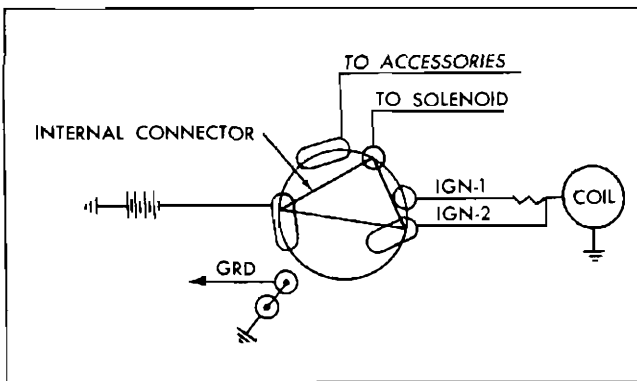 TO ACCESSORIES
TO SOLENOID
INTERNAL CONNECTOR
IGN-1
COIL
IGN-2
GRD